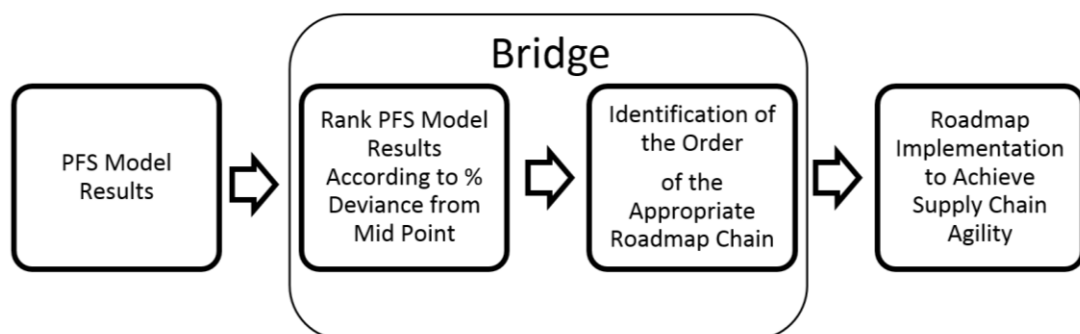 Bridge
PFS Model
Results
Rank PFS Model
Results
According to %
Deviance from
Mid Point
Identification of
the Order
of the
Appropriate
Roadmap Chain
Roadmap
Implementation
to Achieve
Supply Chain
Agility